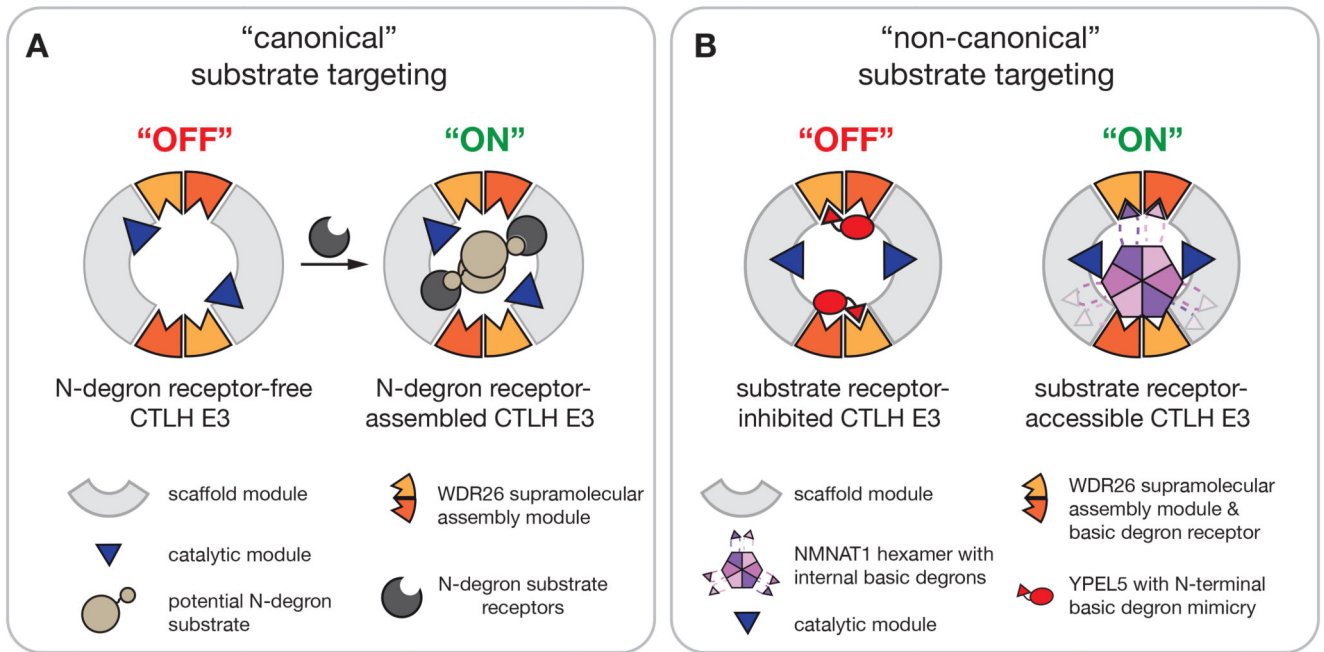 A
“canonical”
substrate targeting
“OFF”
“ON”
N-degron receptor-free
CTLH E3
N-degron receptor-
assembled CTLH E3
scaffold module
catalytic module
potential N-degron
substrate
WDR26 supramolecular
assembly module
N-degron substrate
receptors
B
“non-canonical”
substrate targeting
“OFF”
“ON”
substrate receptor-
inhibited CTLH E3
substrate receptor-
accessible CTLH E3
scaffold module
NMNAT1 hexamer with
internal basic degrons
catalytic module
WDR26 supramolecular
assembly module &
basic degron receptor
YPEL5 with N-terminal
basic degron mimicry